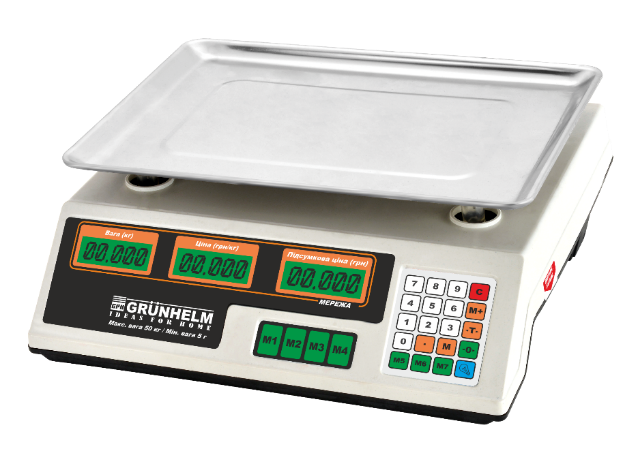 Вага (кг)
Ціна (грн/кг)
Підсумкова ціна (грн)
00.000
00.000
00.000
МЕРЕЖА
GRÜNHELM
IDEAS FOR HOME
Макс. вага 50 кг / Мін. вага 5 г
M1 M2 M3 M4
7 8 9 C
4 5 6 M+
1 2 3 -T-
0 · M -0-
M5 M6 M7